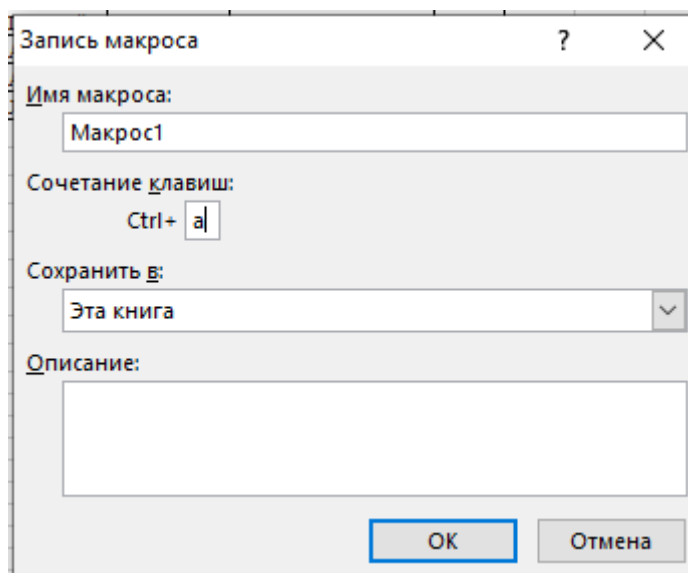 Запись макроса ?
Имя макроса:
Макрос1
Сочетание клавиш:
Ctrl+ a
Сохранить в:
Эта книга
Описание:
ОК Отмена